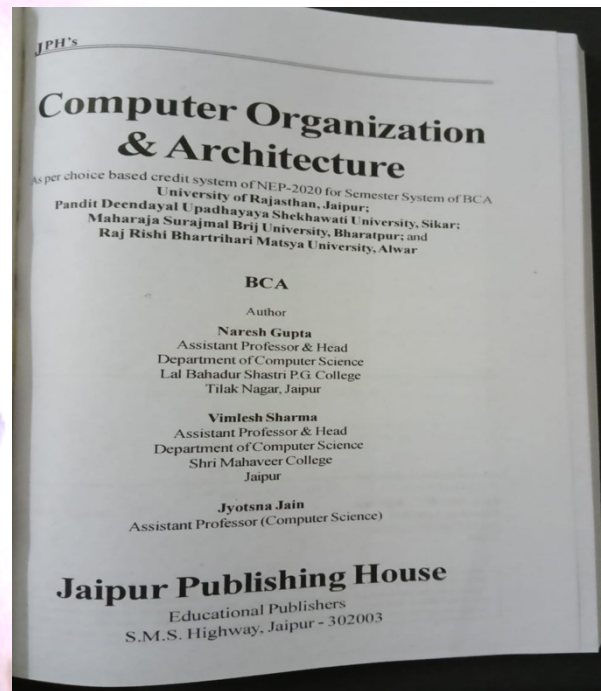 JPH's
Computer Organization
& Architecture
As per choice based credit system of NEP-2020 for Semester System of BCA
University of Rajasthan, Jaipur;
Pandit Deendayal Upadhayaya Shekhawati University, Sikar;
Maharaja Surajmal Brij University, Bharatpur; and
Raj Rishi Bhartrihari Matsya University, Alwar
BCA
Author
Naresh Gupta
Assistant Professor & Head
Department of Computer Science
Lal Bahadur Shastri P.G. College
Tilak Nagar, Jaipur
Vimlesh Sharma
Assistant Professor & Head
Department of Computer Science
Shri Mahaveer College
Jaipur
Jyotsna Jain
Assistant Professor (Computer Science)
Jaipur Publishing House
Educational Publishers
S.M.S. Highway, Jaipur - 302003